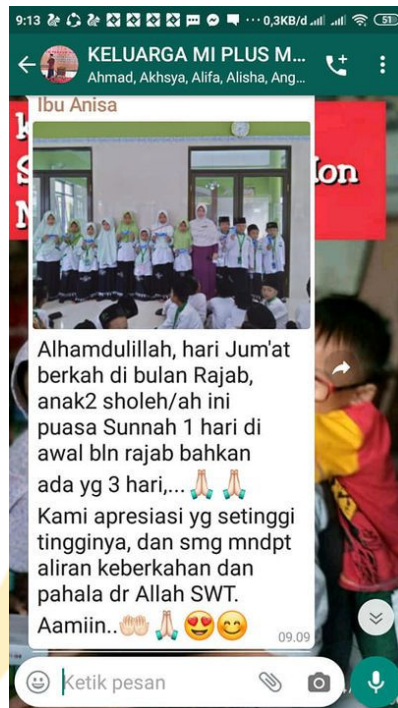 9:13 ... 0,3KB/d 51
KELUARGA MI PLUS M...
Ahmad, Akhsya, Alifa, Alisha, Ang...
Ibu Anisa
Alhamdulillah, hari Jum'at
berkah di bulan Rajab,
anak2 sholeh/ah ini
puasa Sunnah 1 hari di
awal bln rajab bahkan
ada yg 3 hari,... 🙏🏻 🙏🏻
Kami apresiasi yg setinggi
tingginya, dan smg mndpt
aliran keberkahan dan
pahala dr Allah SWT.
Aamiin..🤲🏻 🙏🏻 😍😊
09.09
Ketik pesan